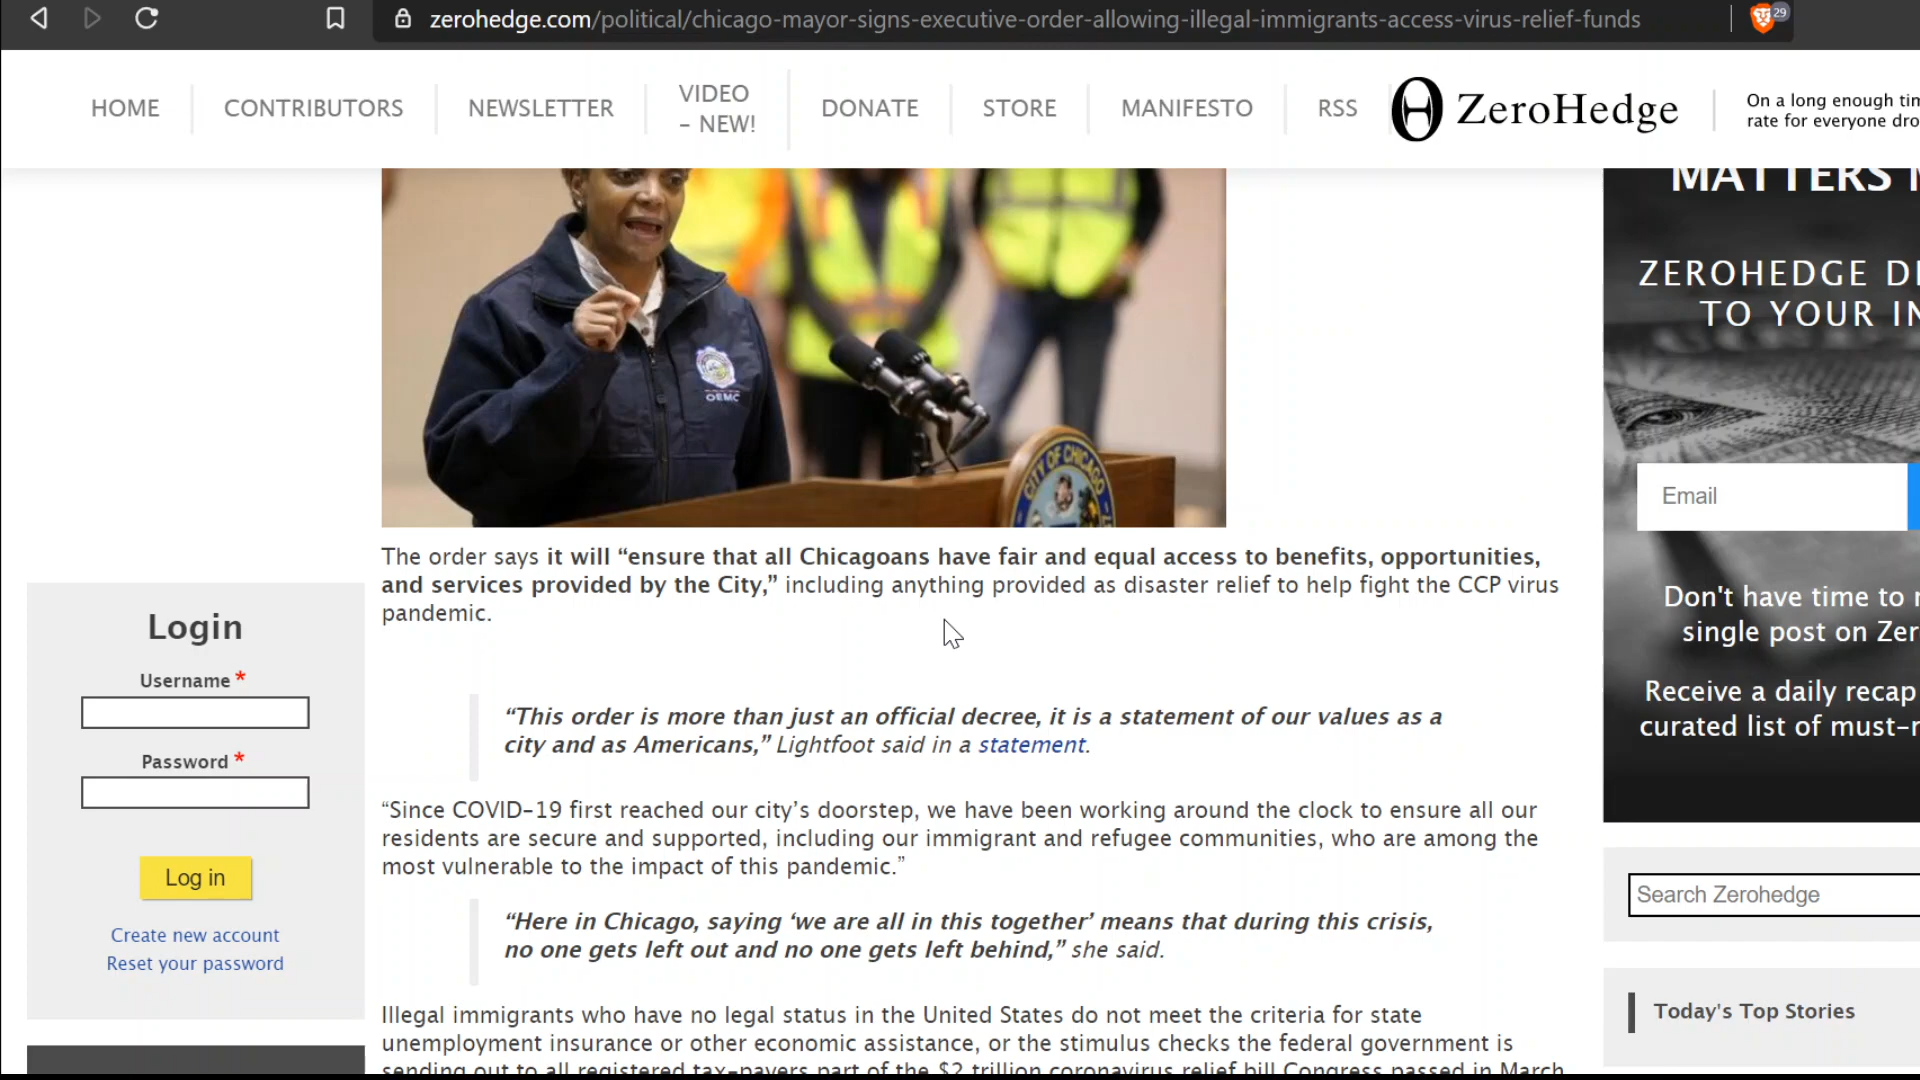 zerohedge.com/political/chicago-mayor-signs-executive-order-allowing-illegal-immigrants-access-virus-relief-funds
29
HOME
CONTRIBUTORS
NEWSLETTER
VIDEO
- NEW!
DONATE
STORE
MANIFESTO
RSS
ZeroHedge
On a long enough tim
rate for everyone dro
OEMC
CITY OF CHICAGO
The order says it will “ensure that all Chicagoans have fair and equal access to benefits, opportunities,
and services provided by the City,” including anything provided as disaster relief to help fight the CCP virus
pandemic.
“This order is more than just an official decree, it is a statement of our values as a
city and as Americans,” Lightfoot said in a statement.
“Since COVID-19 first reached our city’s doorstep, we have been working around the clock to ensure all our
residents are secure and supported, including our immigrant and refugee communities, who are among the
most vulnerable to the impact of this pandemic.”
“Here in Chicago, saying ‘we are all in this together’ means that during this crisis,
no one gets left out and no one gets left behind,” she said.
Illegal immigrants who have no legal status in the United States do not meet the criteria for state
unemployment insurance or other economic assistance, or the stimulus checks the federal government is
sending out to all registered tax-payers part of the $2 trillion coronavirus relief bill Congress passed in March
Login
Username *
Password *
Log in
Create new account
Reset your password
MATTERS
ZEROHEDGE D
TO YOUR IN
Email
Don't have time to
single post on Zer
Receive a daily recap
curated list of must-r
Search Zerohedge
Today's Top Stories